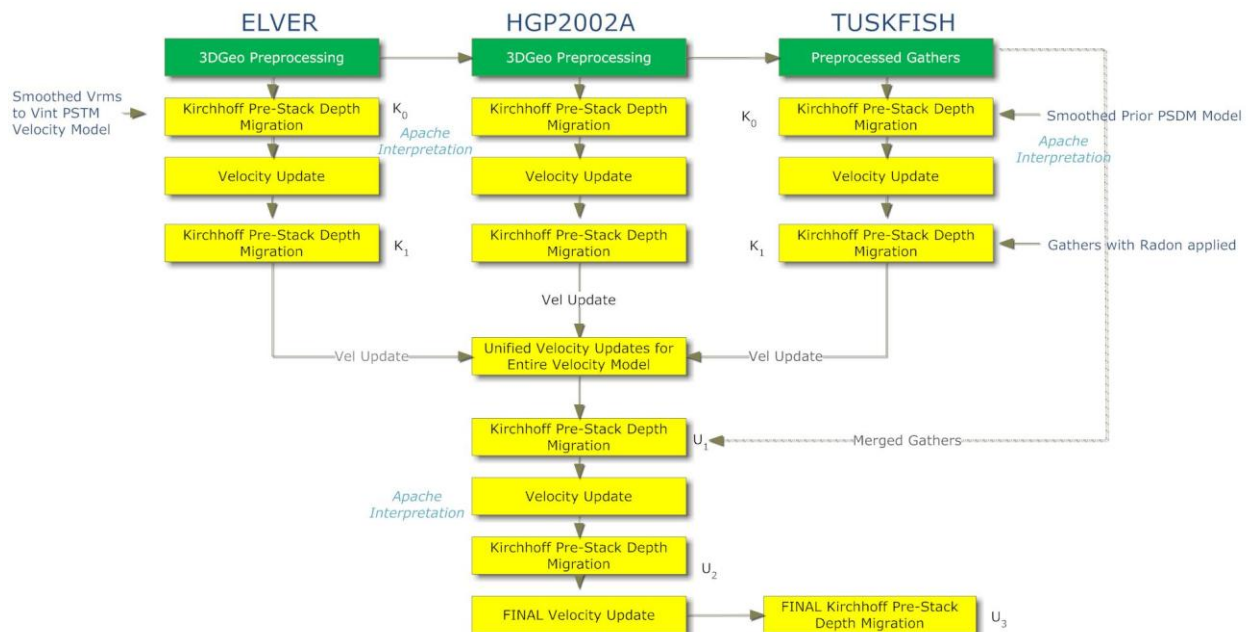 ELVER
HGP2002A
TUSKFISH
3DGeo Preprocessing
3DGeo Preprocessing
Preprocessed Gathers
Smoothed Vrms
to Vint PSTM
Velocity Model
Kirchhoff Pre-Stack Depth
Migration
K0
Apache
Interpretation
Kirchhoff Pre-Stack Depth
Migration
K0
Kirchhoff Pre-Stack Depth
Migration
Smoothed Prior PSDM Model
Apache
Interpretation
Velocity Update
Velocity Update
Velocity Update
Kirchhoff Pre-Stack Depth
Migration
K1
Kirchhoff Pre-Stack Depth
Migration
K1
Kirchhoff Pre-Stack Depth
Migration
Gathers with Radon applied
Vel Update
Vel Update
Unified Velocity Updates for
Entire Velocity Model
Vel Update
Kirchhoff Pre-Stack Depth
Migration
U1
Merged Gathers
Apache
Interpretation
Velocity Update
Kirchhoff Pre-Stack Depth
Migration
U2
FINAL Velocity Update
FINAL Kirchhoff Pre-Stack
Depth Migration
U3